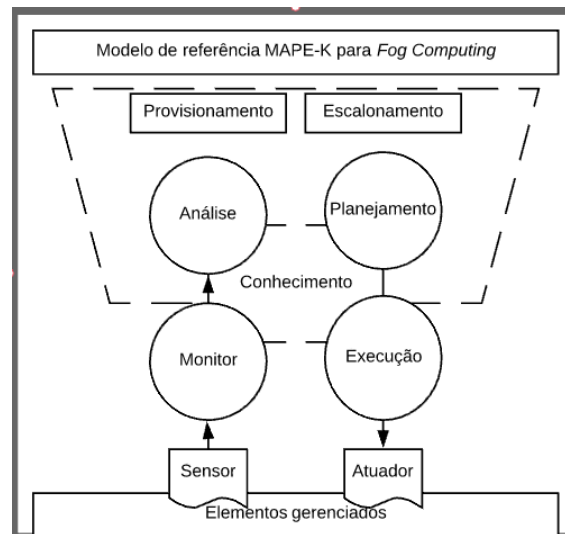 Modelo de referência MAPE-K para Fog Computing
Provisionamento
Escalonamento
Análise
Planejamento
Conhecimento
Monitor
Execução
Sensor
Atuador
Elementos gerenciados